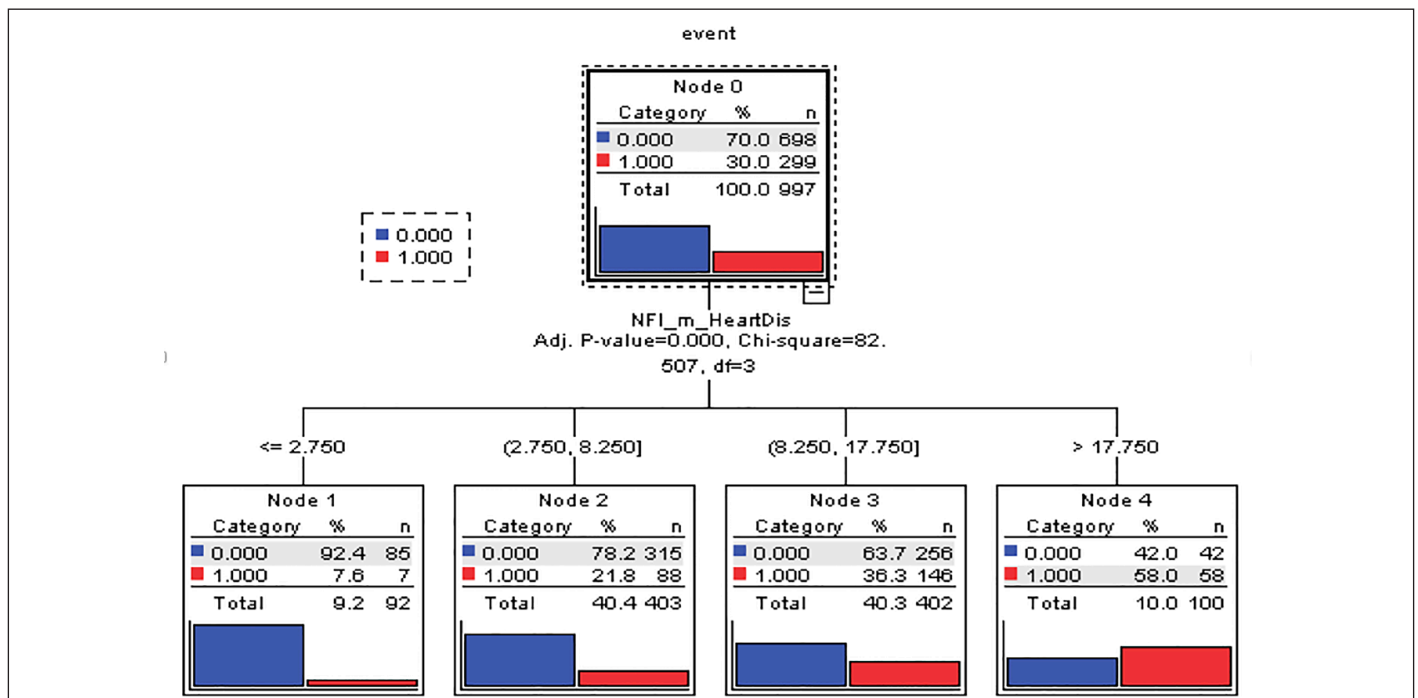 event
Node 0
Category % n
0.000 70.0 698
1.000 30.0 299
Total 100.0 997
0.000
1.000
NFI_m_HeartDis
Adj. P-value=0.000, Chi-square=82.
507, df=3
<= 2.750
(2.750, 8.250]
(8.250, 17.750]
> 17.750
Node 1
Category % n
0.000 92.4 85
1.000 7.6 7
Total 9.2 92
Node 2
Category % n
0.000 78.2 315
1.000 21.8 88
Total 40.4 403
Node 3
Category % n
0.000 63.7 256
1.000 36.3 146
Total 40.3 402
Node 4
Category % n
0.000 42.0 42
1.000 58.0 58
Total 10.0 100